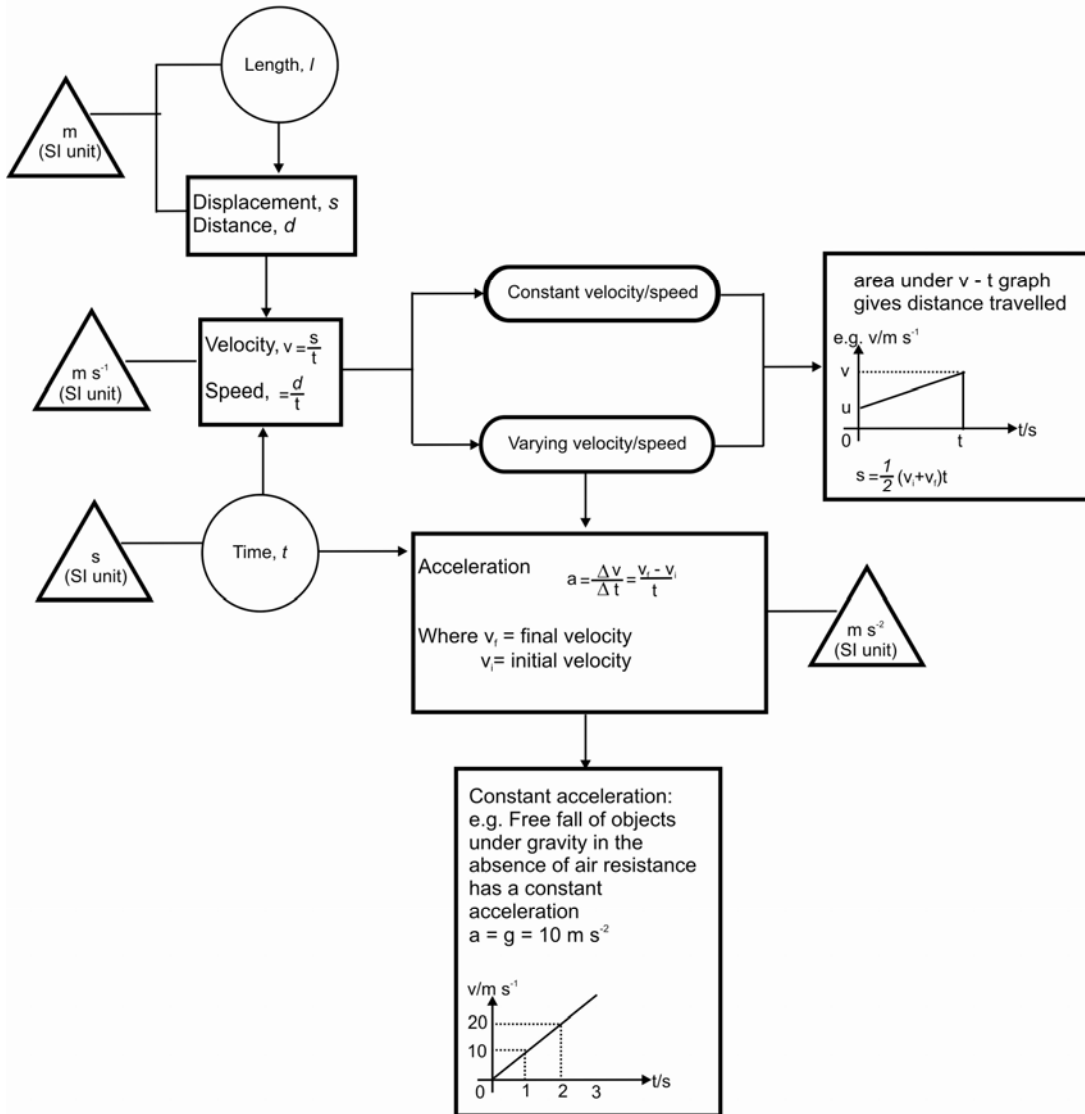 Length, l
m
(SI unit)
Displacement, s
Distance, d
Velocity, v = s/t
Speed, = d/t
m s⁻¹
(SI unit)
Constant velocity/speed
Varying velocity/speed
area under v - t graph
gives distance travelled
e.g. v/m s⁻¹
v
u
0
t
t/s
s = 1/2 (vᵢ+v_f)t
Time, t
s
(SI unit)
Acceleration a = Δv/Δt = (v_f - vᵢ)/t
Where v_f = final velocity
vᵢ= initial velocity
m s⁻²
(SI unit)
Constant acceleration:
e.g. Free fall of objects
under gravity in the
absence of air resistance
has a constant
acceleration
a = g = 10 m s⁻²
v/m s⁻¹
20
10
0 1 2 3 t/s